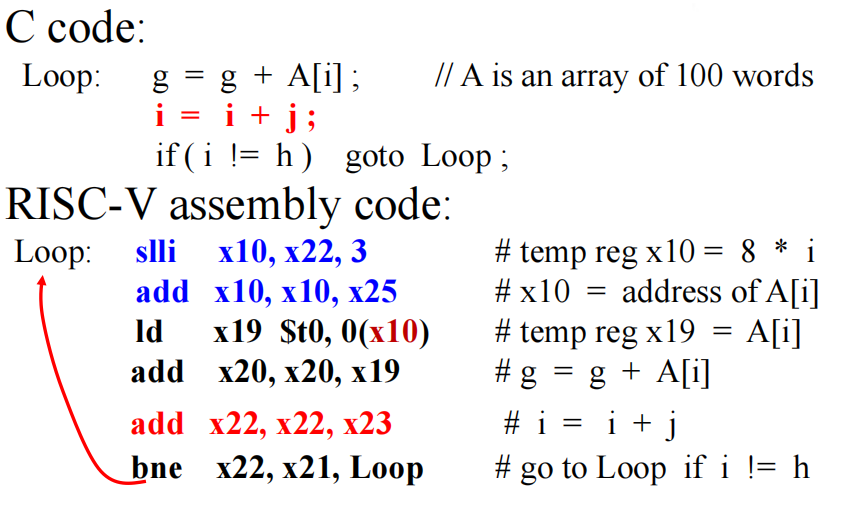 C code:
Loop: g = g + A[i] ; // A is an array of 100 words
i = i + j ;
if ( i != h ) goto Loop ;
RISC-V assembly code:
Loop: slli x10, x22, 3 # temp reg x10 = 8 * i
add x10, x10, x25 # x10 = address of A[i]
ld x19 $t0, 0(x10) # temp reg x19 = A[i]
add x20, x20, x19 # g = g + A[i]
add x22, x22, x23 # i = i + j
bne x22, x21, Loop # go to Loop if i != h